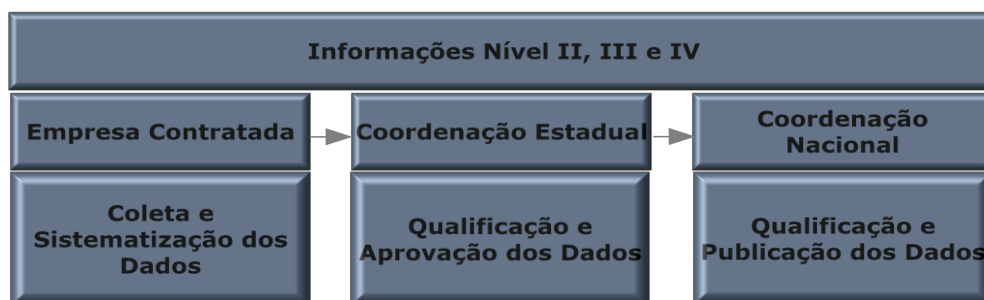 Informações Nível II, III e IV
Empresa Contratada
Coordenação Estadual
Coordenação
Nacional
Coleta e
Sistematização dos
Dados
Qualificação e
Aprovação dos Dados
Qualificação e
Publicação dos Dados